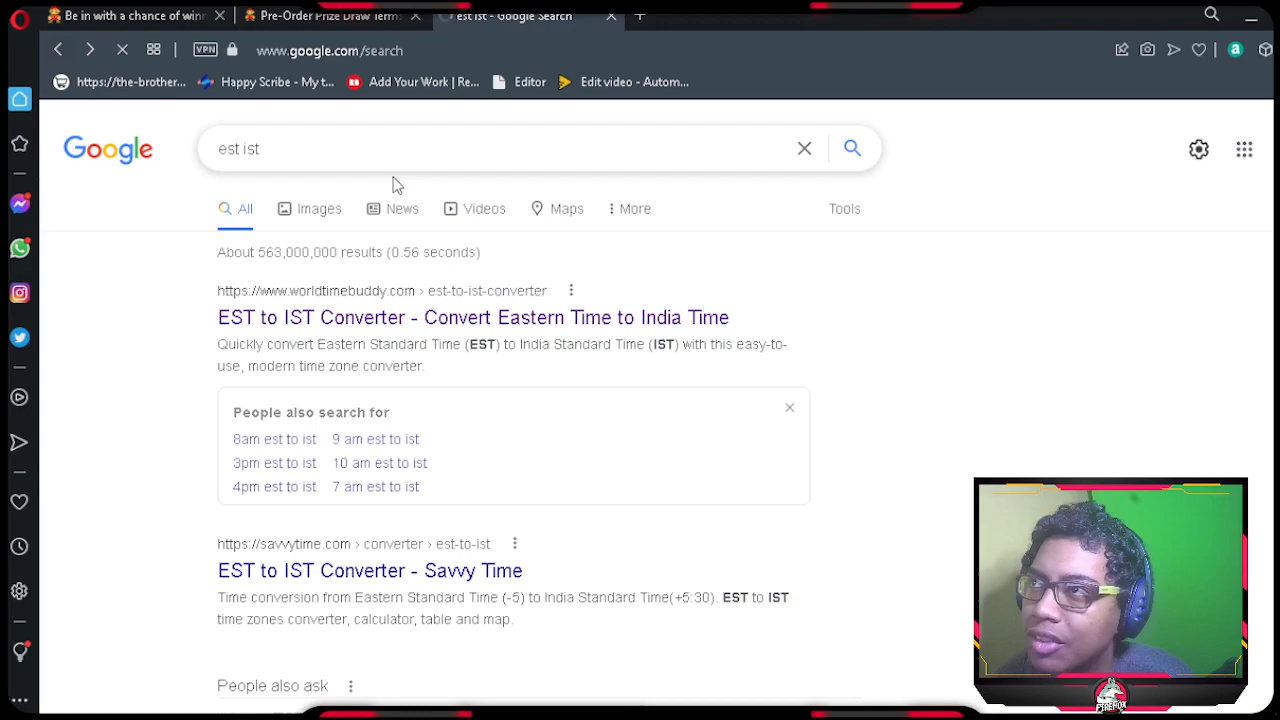 Be in with a chance of winn
Pre-Order Prize Draw Terms
est ist - Google Search
VPN
www.google.com/search
a
https://the-brother...
Happy Scribe - My t...
Add Your Work | Re...
Editor
Edit video - Autom...
Google
est ist
All
Images
News
Videos
Maps
More
Tools
About 563,000,000 results (0.56 seconds)
https://www.worldtimebuddy.com › est-to-ist-converter
EST to IST Converter - Convert Eastern Time to India Time
Quickly convert Eastern Standard Time (EST) to India Standard Time (IST) with this easy-to-
use, modern time zone converter.
People also search for
8am est to ist 9 am est to ist
3pm est to ist 10 am est to ist
4pm est to ist 7 am est to ist
https://savvytime.com › converter › est-to-ist
EST to IST Converter - Savvy Time
Time conversion from Eastern Standard Time (-5) to India Standard Time(+5:30). EST to IST
time zones converter, calculator, table and map.
People also ask